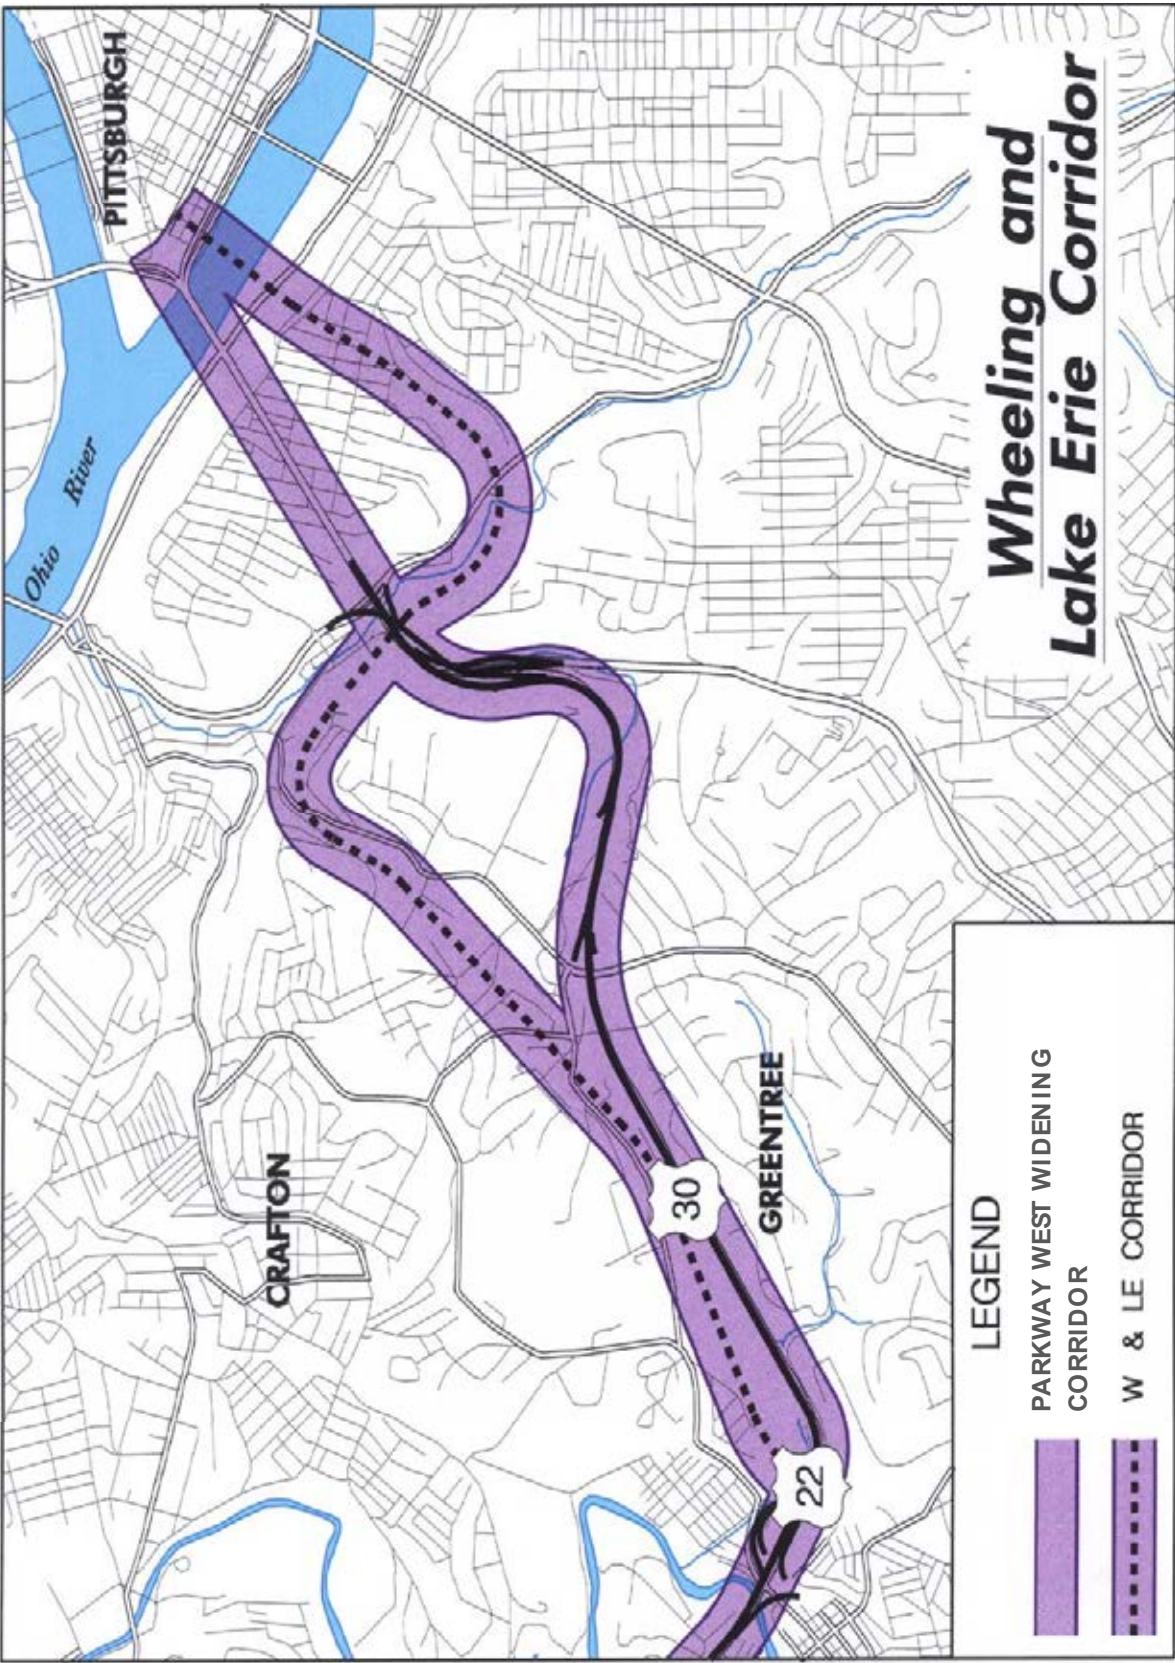 Wheeling and
Lake Erie Corridor
PITTSBURGH
Ohio River
CRAFTON
GREENTREE
30
22
LEGEND
PARKWAY WEST WIDENING
CORRIDOR
W & LE CORRIDOR